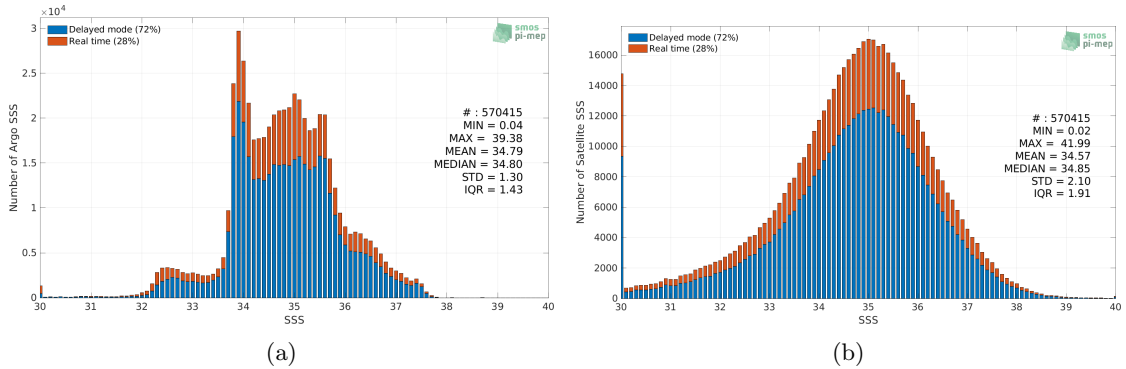 ×10⁴
Delayed mode (72%)
Real time (28%)
smos
pi-mep
# : 570415
MIN = 0.04
MAX = 39.38
MEAN = 34.79
MEDIAN = 34.80
STD = 1.30
IQR = 1.43
Number of Argo SSS
3
2.5
2
1.5
1
0.5
0
30 31 32 33 34 35 36 37 38 39 40
SSS
(a)
Delayed mode (72%)
Real time (28%)
smos
pi-mep
# : 570415
MIN = 0.02
MAX = 41.99
MEAN = 34.57
MEDIAN = 34.85
STD = 2.10
IQR = 1.91
Number of Satellite SSS
16000
14000
12000
10000
8000
6000
4000
2000
0
30 31 32 33 34 35 36 37 38 39 40
SSS
(b)